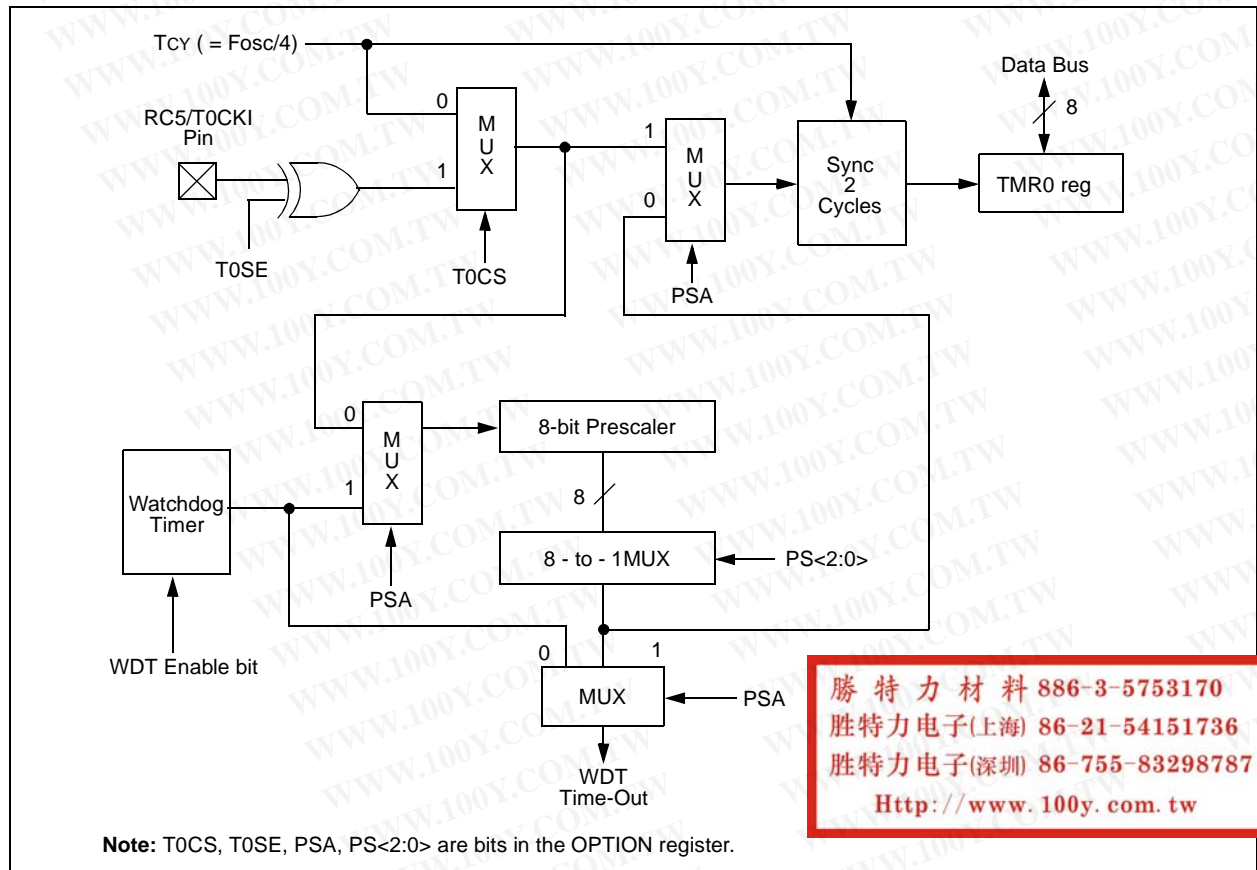 TCY ( = Fosc/4)
Data Bus
RC5/T0CKI
Pin
0
M
U
X
1
T0SE
T0CS
1
M
U
X
0
PSA
Sync
2
Cycles
8
TMR0 reg
0
M
U
X
1
8-bit Prescaler
Watchdog
Timer
8
8 - to - 1MUX
PS<2:0>
PSA
WDT Enable bit
0
1
MUX
PSA
WDT
Time-Out
勝 特 力 材 料 886-3-5753170
胜特力电子(上海) 86-21-54151736
胜特力电子(深圳) 86-755-83298787
Http://www. 100y. com. tw
Note: T0CS, T0SE, PSA, PS<2:0> are bits in the OPTION register.
WWW.100Y.COM.TW